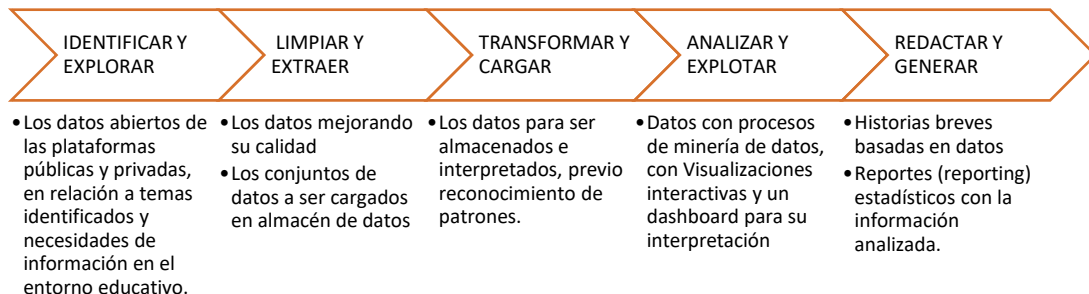 IDENTIFICAR Y
EXPLORAR
LIMPIAR Y
EXTRAER
TRANSFORMAR Y
CARGAR
ANALIZAR Y
EXPLOTAR
REDACTAR Y
GENERAR
•Los datos abiertos de
las plataformas
públicas y privadas,
en relación a temas
identificados y
necesidades de
información en el
entorno educativo.
•Los datos mejorando
su calidad
•Los conjuntos de
datos a ser cargados
en almacén de datos
•Los datos para ser
almacenados e
interpretados, previo
reconocimiento de
patrones.
•Datos con procesos
de minería de datos,
con Visualizaciones
interactivas y un
dashboard para su
interpretación
•Historias breves
basadas en datos
•Reportes (reporting)
estadísticos con la
información
analizada.